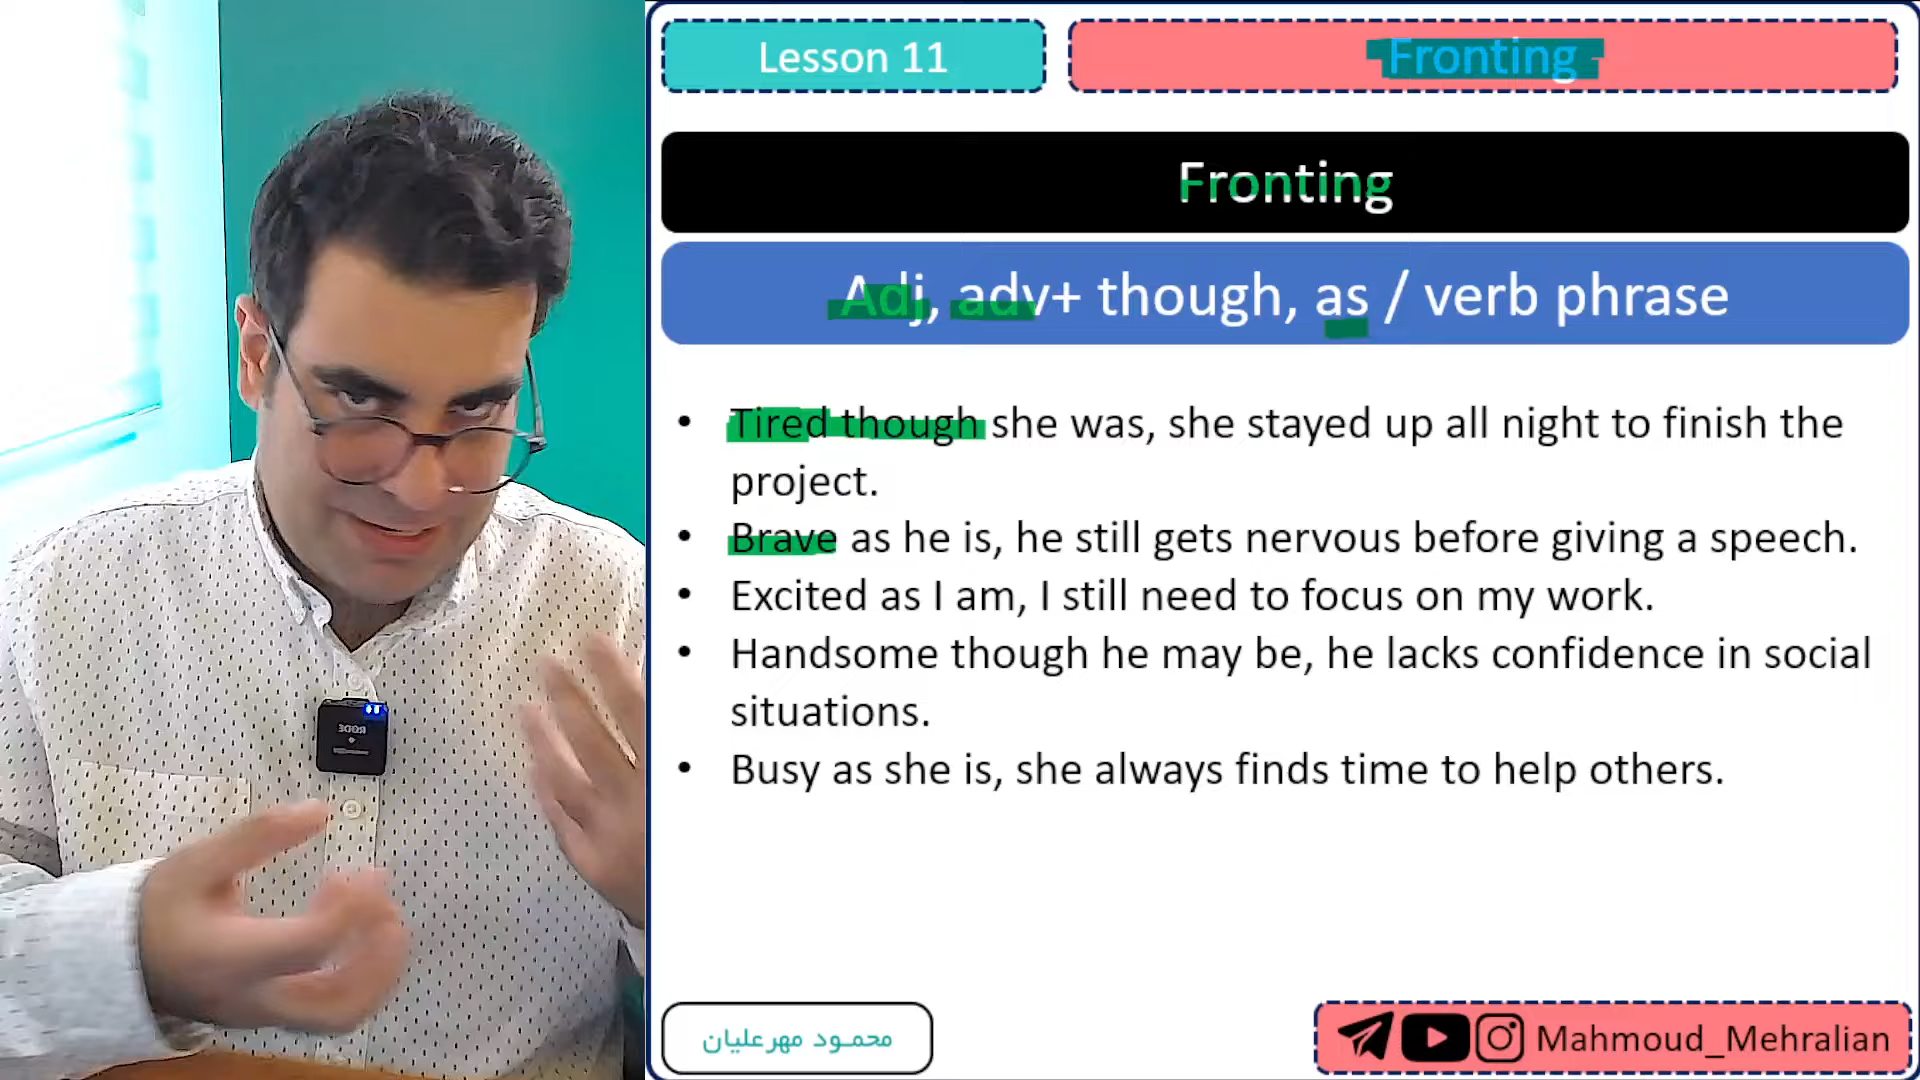 Lesson 11
Fronting
Fronting
Adj, adv+ though, as / verb phrase
• Tired though she was, she stayed up all night to finish the
project.
• Brave as he is, he still gets nervous before giving a speech.
• Excited as I am, I still need to focus on my work.
• Handsome though he may be, he lacks confidence in social
situations.
• Busy as she is, she always finds time to help others.
RODE
محمـود مهرعلیان
Mahmoud_Mehralian